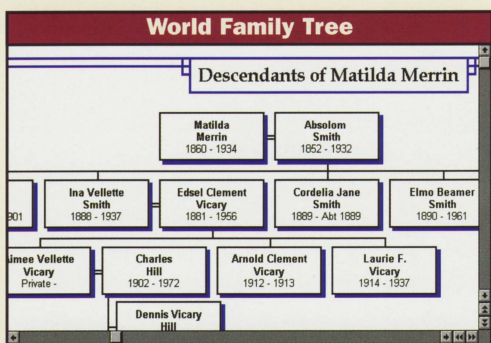 World Family Tree
Descendants of Matilda Merrin
Matilda
Merrin
1860 - 1934
Absolom
Smith
1852 - 1932
901
Ina Vellette
Smith
1888 - 1937
Edsel Clement
Vicary
1881 - 1956
Cordelia Jane
Smith
1889 - Abt 1889
Elmo Beamer
Smith
1890 - 1961
Aimee Vellette
Vicary
Private -
Charles
Hill
1902 - 1972
Arnold Clement
Vicary
1912 - 1913
Laurie F.
Vicary
1914 - 1937
Dennis Vicary
Hill